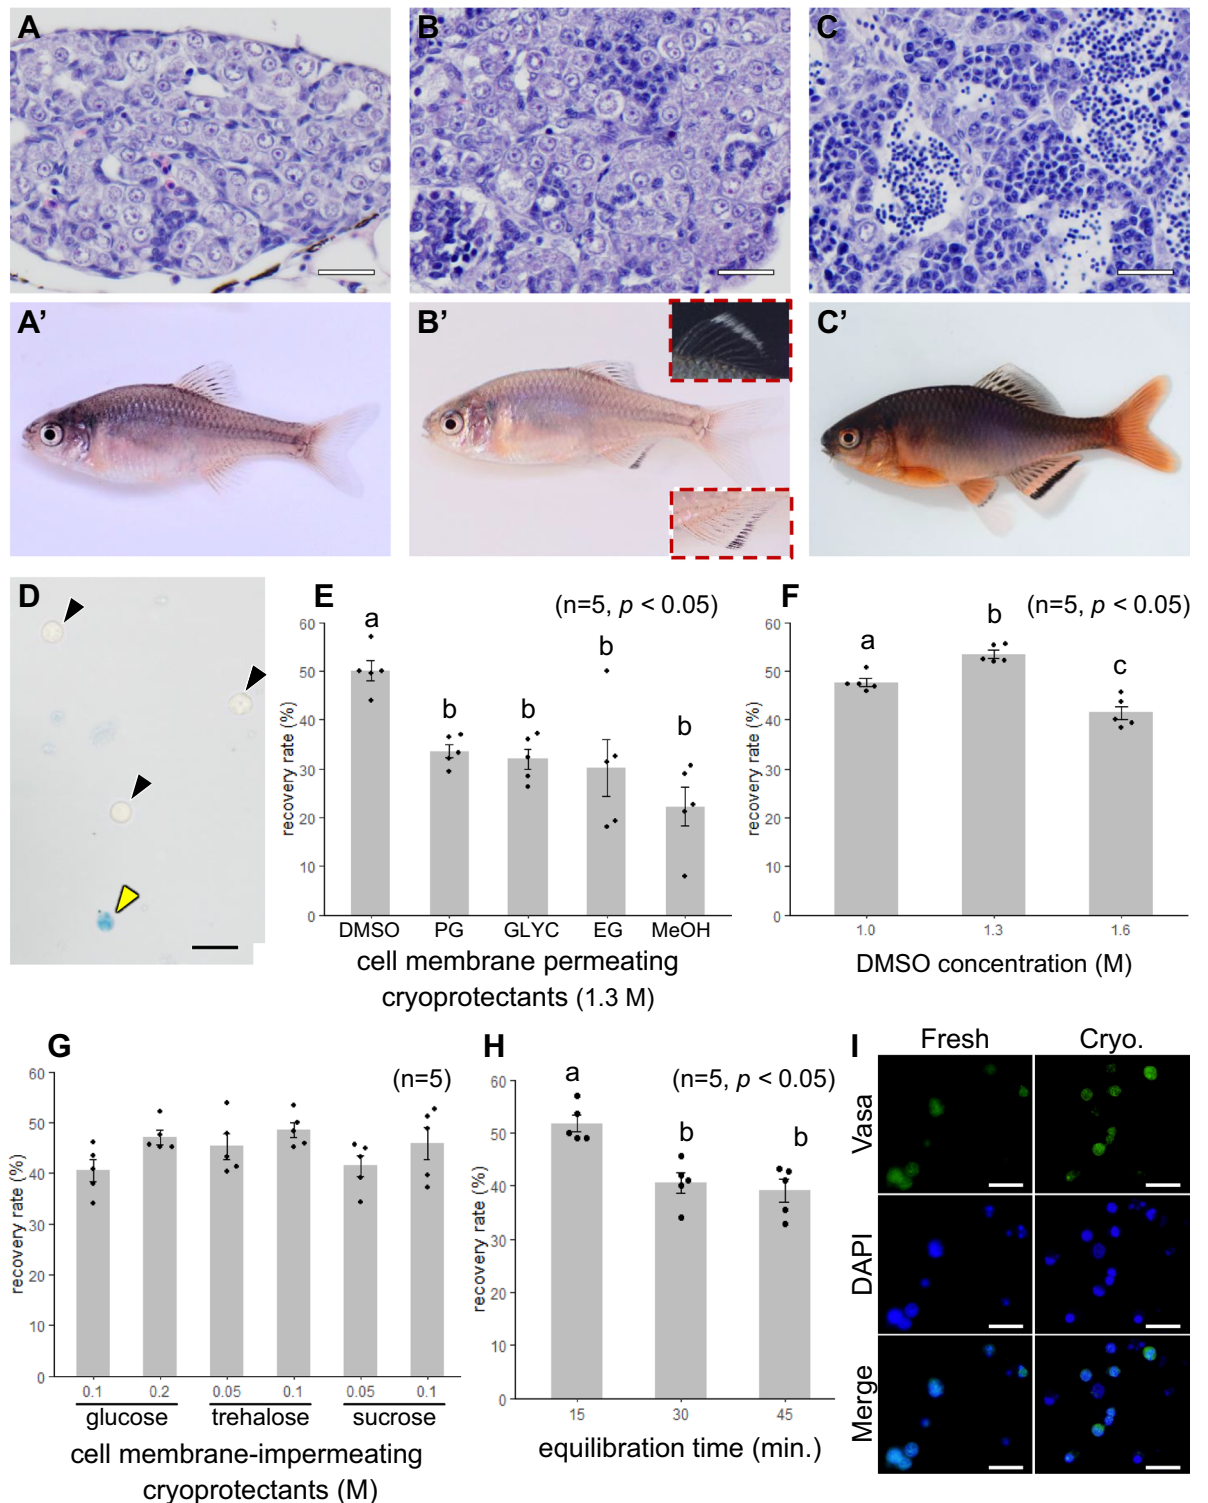 A
B
C
A’
B’
C’
D
E
(n=5, p < 0.05)
a
b
b
b
b
60
50
40
30
20
10
0
recovery rate (%)
DMSO PG GLYC EG MeOH
cell membrane permeating
cryoprotectants (1.3 M)
F
(n=5, p < 0.05)
a
b
c
60
50
40
30
20
10
0
recovery rate (%)
1.0 1.3 1.6
DMSO concentration (M)
G
(n=5)
60
50
40
30
20
10
0
recovery rate (%)
0.1 0.2 0.05 0.1 0.05 0.1
glucose trehalose sucrose
cell membrane-impermeating
cryoprotectants (M)
H
(n=5, p < 0.05)
a
b
b
60
50
40
30
20
10
0
recovery rate (%)
15 30 45
equilibration time (min.)
I
Fresh Cryo.
Vasa
DAPI
Merge